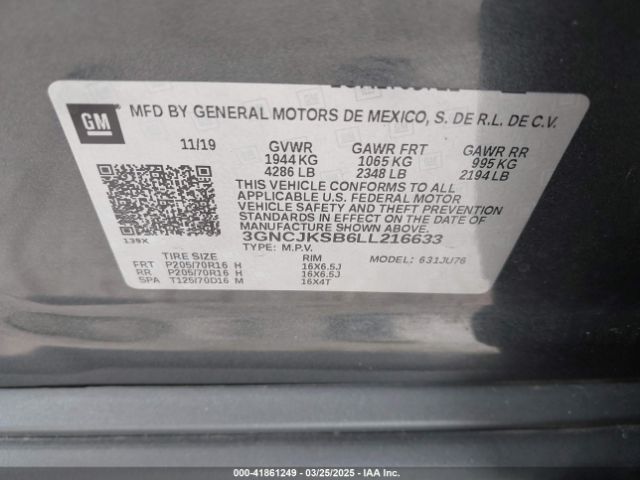 GM
MFD BY GENERAL MOTORS DE MEXICO, S. DE R.L. DE C.V.
11/19 GVWR GAWR FRT GAWR RR
1944 KG 1065 KG 995 KG
4286 LB 2348 LB 2194 LB
THIS VEHICLE CONFORMS TO ALL
APPLICABLE U.S. FEDERAL MOTOR
VEHICLE SAFETY AND THEFT
PREVENTION STANDARDS IN
EFFECT ON THE DATE OF
MANUFACTURE SHOWN ABOVE.
3GNCJKSB6LL216633
139X TYPE: M.P.V. MODEL: 631JU76
TIRE SIZE RIM
FRT P205/70R16 H 16X6.5J
RR P205/70R16 H 16X6.5J
SPA T125/70D16 M 16X4T
000-41861249 | 03/25/2025 | IAA Holdings, LLC